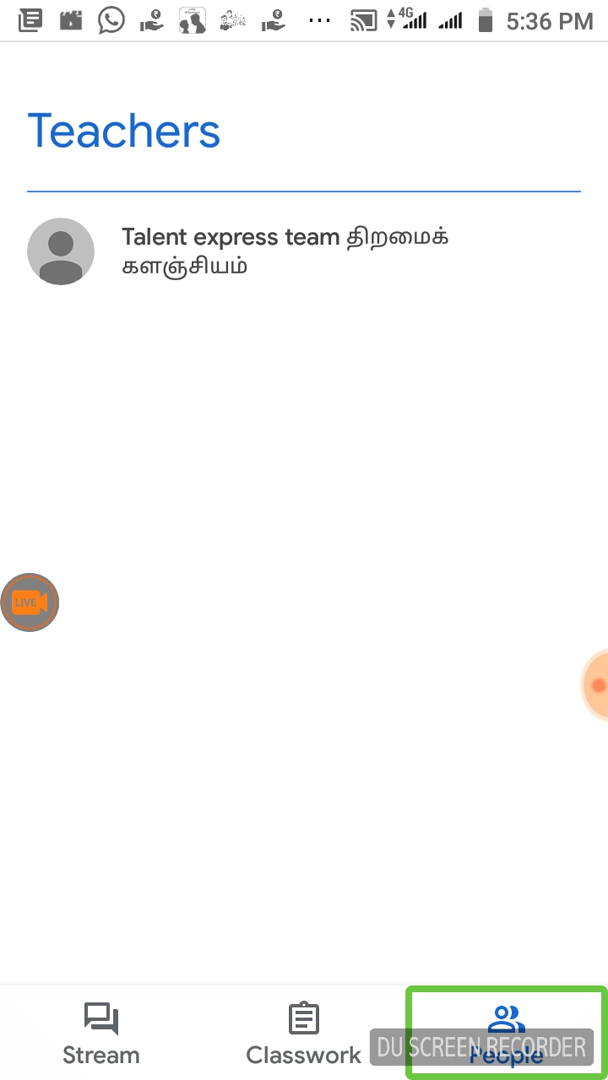 4G 5:36 PM
Teachers
Talent express team திறமைக்
களஞ்சியம்
LIVE
Stream
Classwork
People
DU SCREEN RECORDER